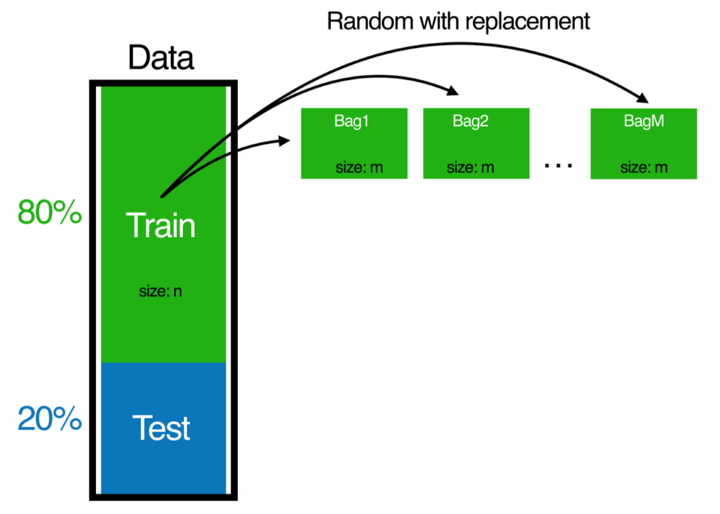 Random with replacement
Data
Bag1
Bag2
BagM
size: m
size: m
...
size: m
80%
Train
size: n
20%
Test